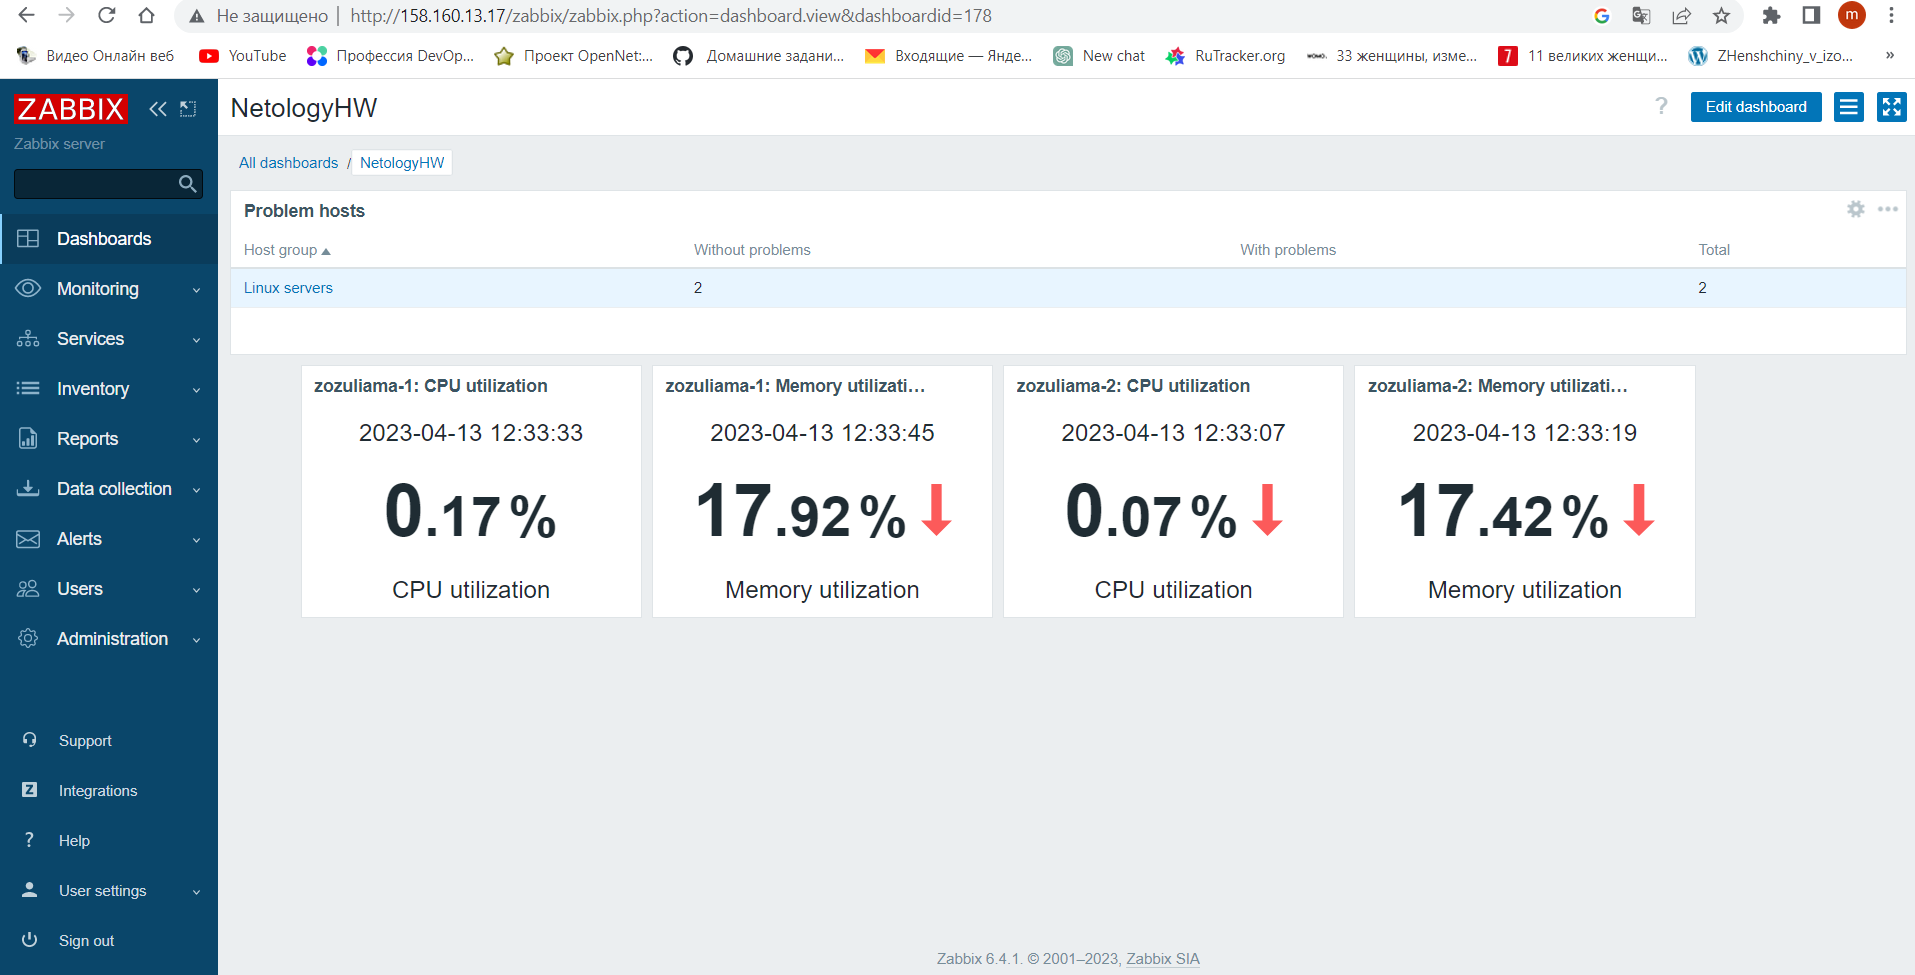 Не защищено | http://158.160.13.17/zabbix/zabbix.php?action=dashboard.view&dashboardid=178
m
Видео Онлайн веб YouTube Профессия DevOp... Проект OpenNet:... Домашние задани... Входящие — Янде... New chat RuTracker.org WOMO. 33 женщины, изме... 7 11 великих женщи... ZHenshchiny_v_izo... »
ZABBIX
Zabbix server
Dashboards
Monitoring
Services
Inventory
Reports
Data collection
Alerts
Users
Administration
Support
Z Integrations
? Help
User settings
Sign out
NetologyHW
? Edit dashboard
All dashboards / NetologyHW
Problem hosts
Host group Without problems With problems Total
Linux servers 2 2
zozuliama-1: CPU utilization
2023-04-13 12:33:33
0.17 %
CPU utilization
zozuliama-1: Memory utilizati...
2023-04-13 12:33:45
17.92 %
Memory utilization
zozuliama-2: CPU utilization
2023-04-13 12:33:07
0.07 %
CPU utilization
zozuliama-2: Memory utilizati...
2023-04-13 12:33:19
17.42 %
Memory utilization
Zabbix 6.4.1. © 2001–2023, Zabbix SIA